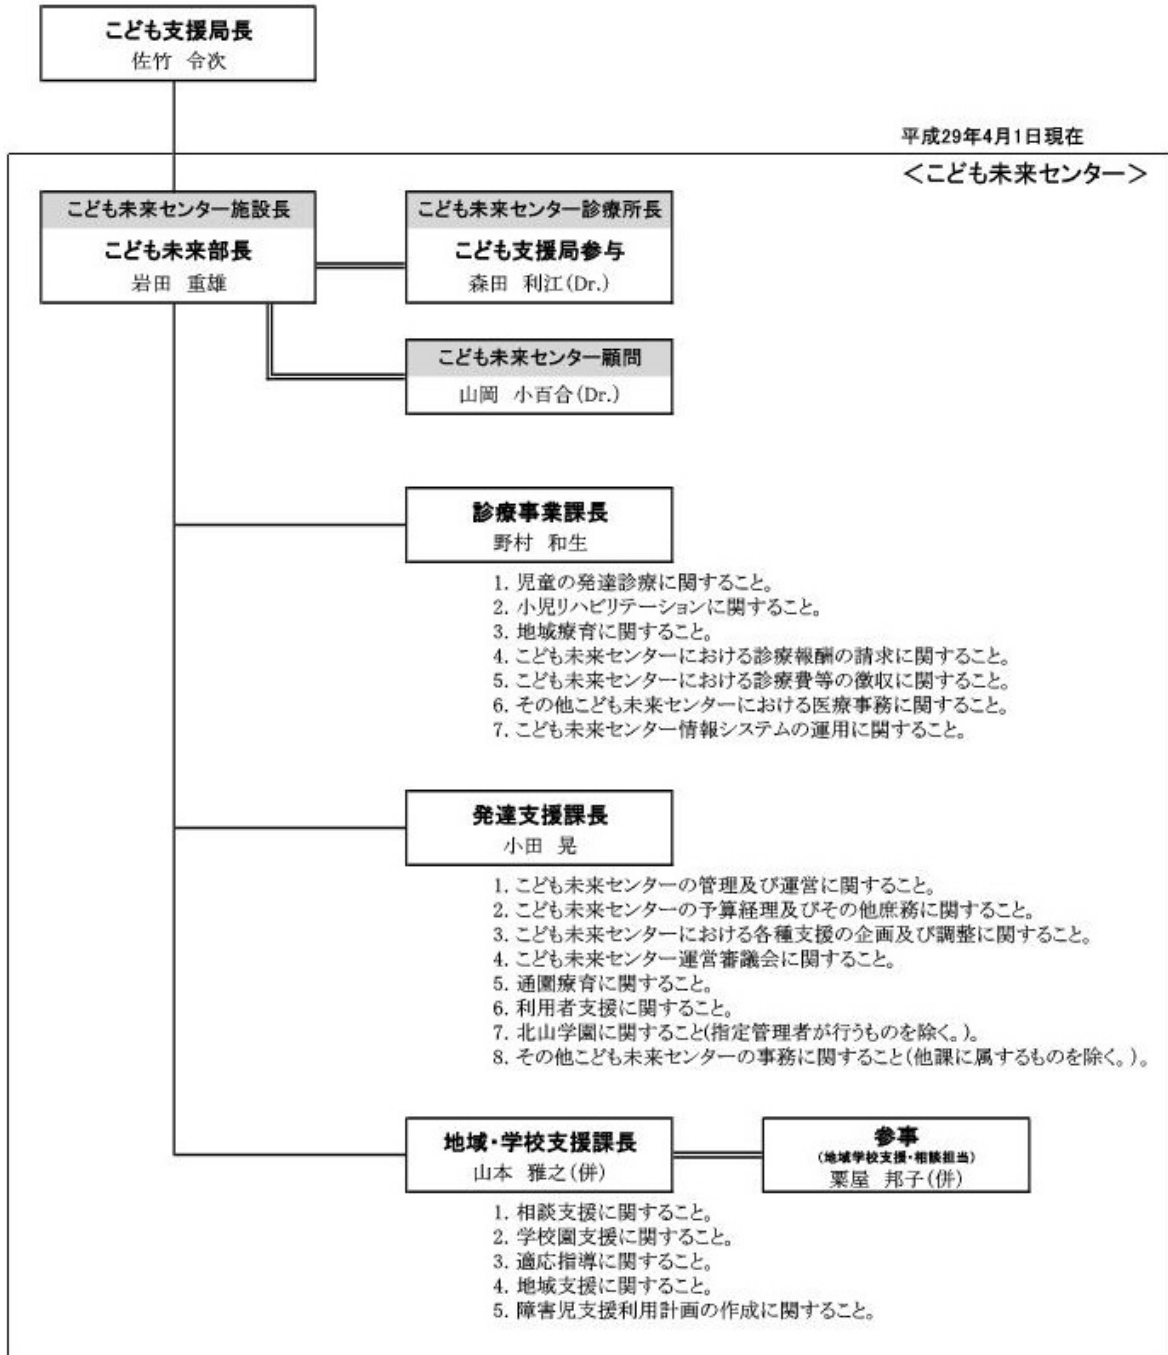 こども支援局長
佐竹 令次
平成29年4月1日現在
＜こども未来センター＞
こども未来センター施設長
こども未来部長
岩田 重雄
こども未来センター診療所長
こども支援局参与
森田 利江(Dr.)
こども未来センター顧問
山岡 小百合(Dr.)
診療事業課長
野村 和生
1. 児童の発達診療に関すること。
2. 小児リハビリテーションに関すること。
3. 地域療育に関すること。
4. こども未来センターにおける診療報酬の請求に関すること。
5. こども未来センターにおける診療費等の徴収に関すること。
6. その他こども未来センターにおける医療事務に関すること。
7. こども未来センター情報システムの運用に関すること。
発達支援課長
小田 晃
1. こども未来センターの管理及び運営に関すること。
2. こども未来センターの予算経理及びその他庶務に関すること。
3. こども未来センターにおける各種支援の企画及び調整に関すること。
4. こども未来センター運営審議会に関すること。
5. 通園療育に関すること。
6. 利用者支援に関すること。
7. 北山学園に関すること(指定管理者が行うものを除く。)。
8. その他こども未来センターの事務に関すること(他課に属するものを除く。)。
地域・学校支援課長
山本 雅之(併)
参事
(地域学校支援・相談担当)
粟屋 邦子(併)
1. 相談支援に関すること。
2. 学校園支援に関すること。
3. 適応指導に関すること。
4. 地域支援に関すること。
5. 障害児支援利用計画の作成に関すること。